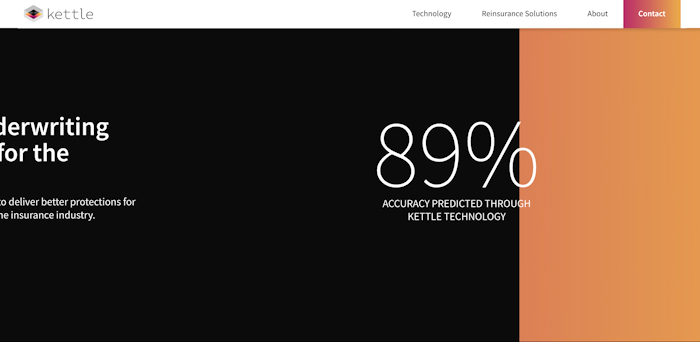 kettle
Technology
Reinsurance Solutions
About
Contact
derwriting
for the
to deliver better protections for
ne insurance industry.
89%
ACCURACY PREDICTED THROUGH
KETTLE TECHNOLOGY